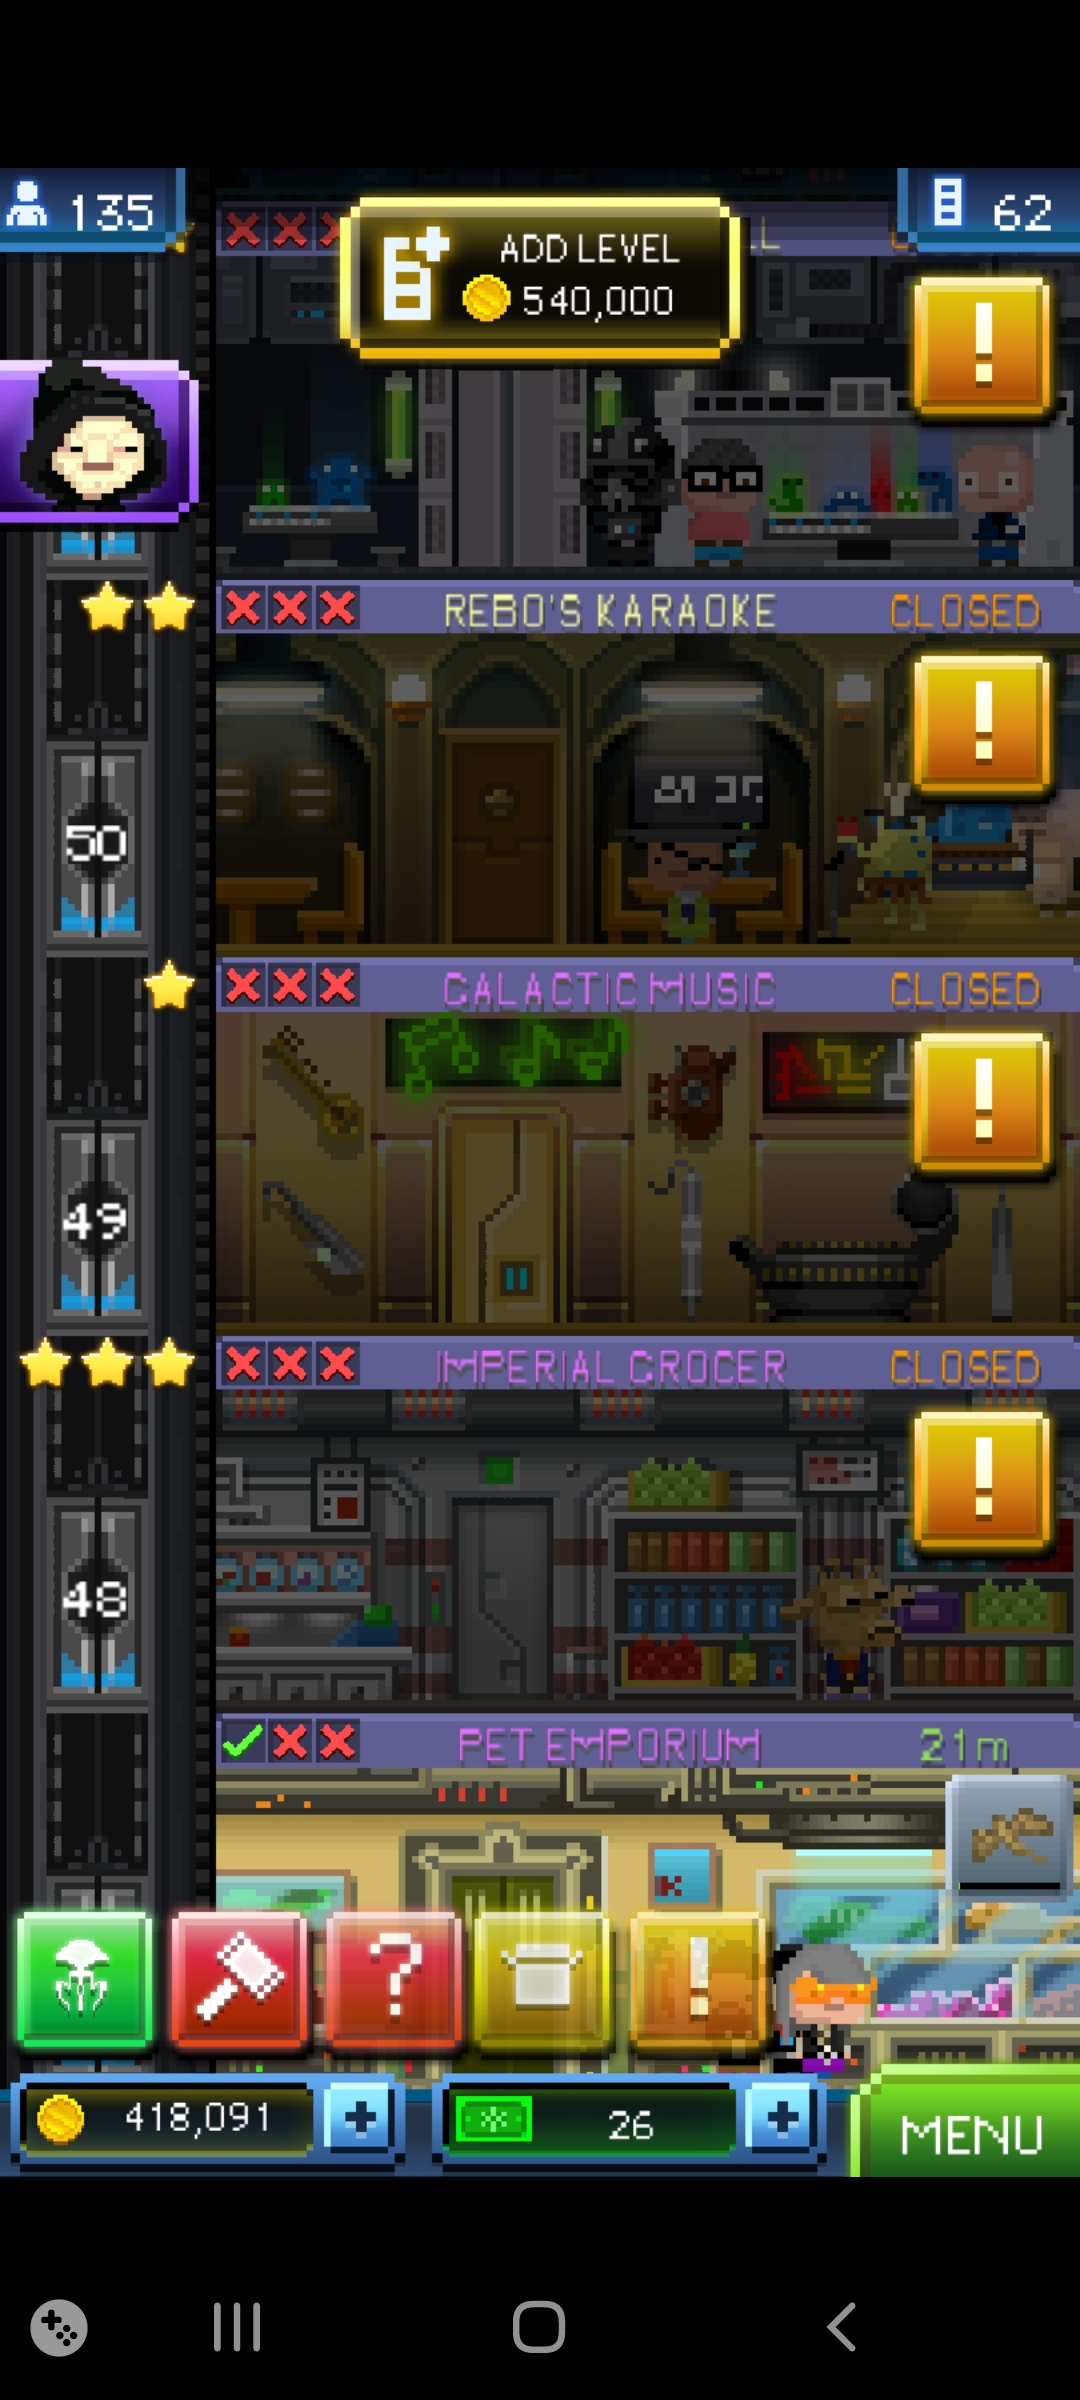 135
62
ADD LEVEL
540,000
REBO'S KARAOKE
CLOSED
50
GALACTIC MUSIC
CLOSED
49
IMPERIAL GROCER
CLOSED
48
PET EMPORIUM
21m
418,091
26
MENU